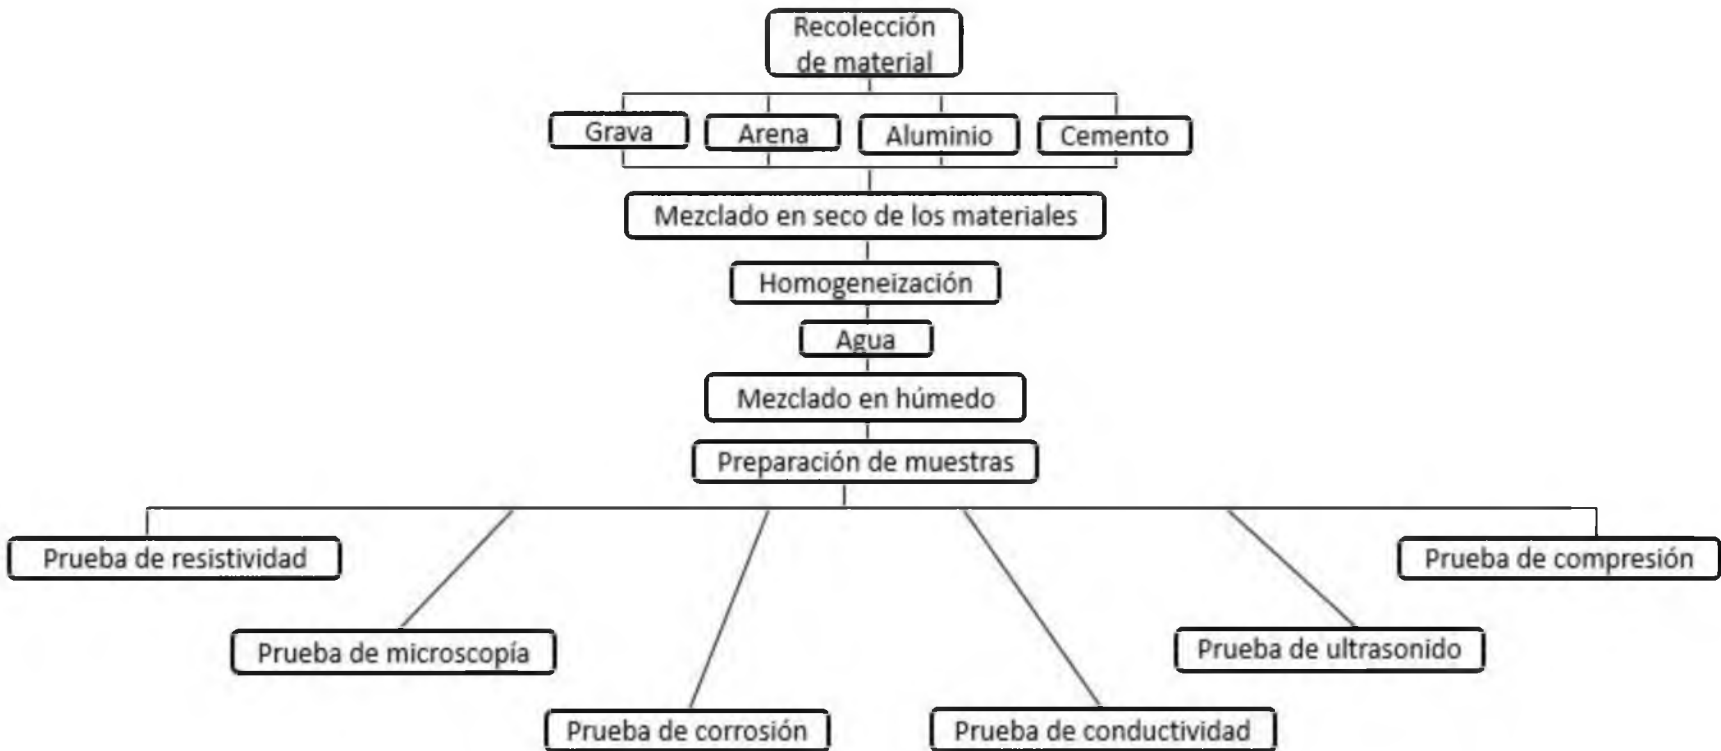 Recolección
de material
Grava
Arena
Aluminio
Cemento
Mezclado en seco de los materiales
Homogeneización
Agua
Mezclado en húmedo
Preparación de muestras
Prueba de resistividad
Prueba de compresión
Prueba de microscopía
Prueba de ultrasonido
Prueba de corrosión
Prueba de conductividad